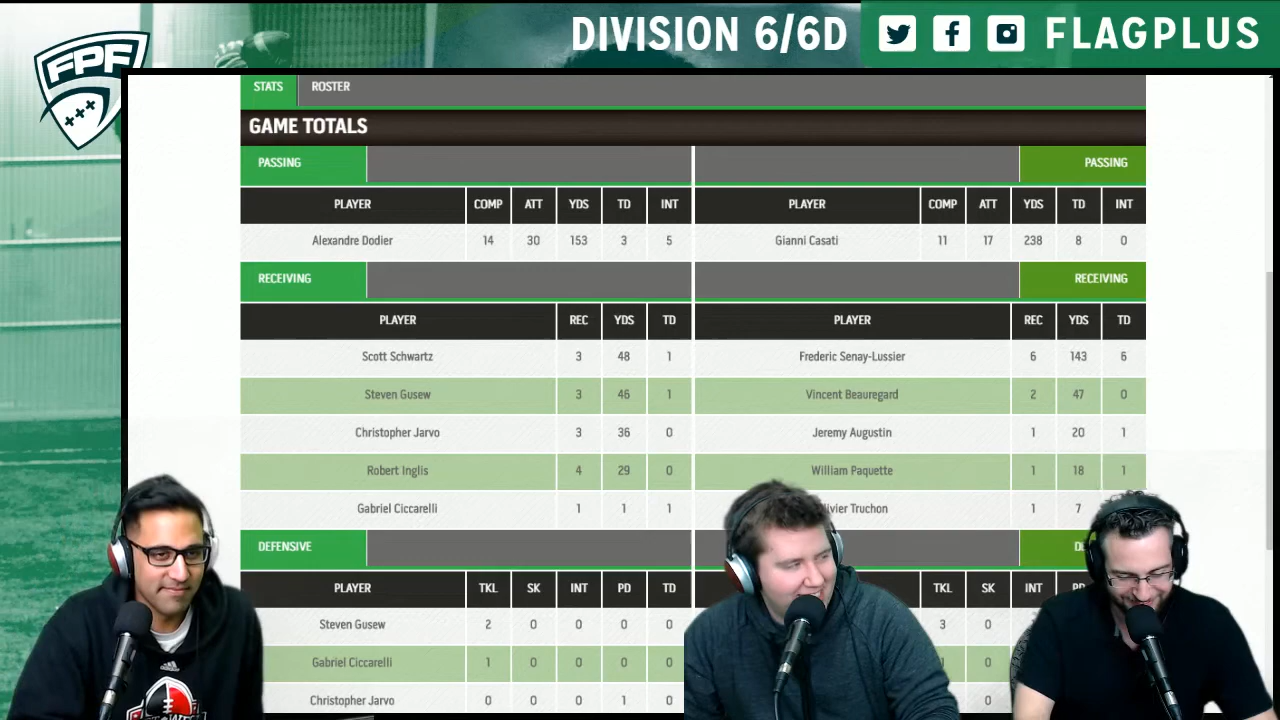 DIVISION 6/6D FLAGPLUS
FPF
STATS ROSTER
GAME TOTALS
PASSING PASSING
PLAYER COMP ATT YDS TD INT PLAYER COMP ATT YDS TD INT
Alexandre Dodier 14 30 153 3 5 Gianni Casati 11 17 238 8 0
RECEIVING RECEIVING
PLAYER REC YDS TD PLAYER REC YDS TD
Scott Schwartz 3 48 1 Frederic Senay-Lussier 6 143 6
Steven Gusew 3 46 1 Vincent Beauregard 2 47 0
Christopher Jarvo 3 36 0 Jeremy Augustin 1 20 1
Robert Inglis 4 29 0 William Paquette 1 18 1
Gabriel Ciccarelli 1 1 1 Truchon 1 7
DEFENSIVE
PLAYER TKL SK INT PD TD TKL SK INT
Steven Gusew 2 0 0 0 0 3 0
Gabriel Ciccarelli 1 0 0 0 0 0
Christopher Jarvo 0 0 0 1 0 0